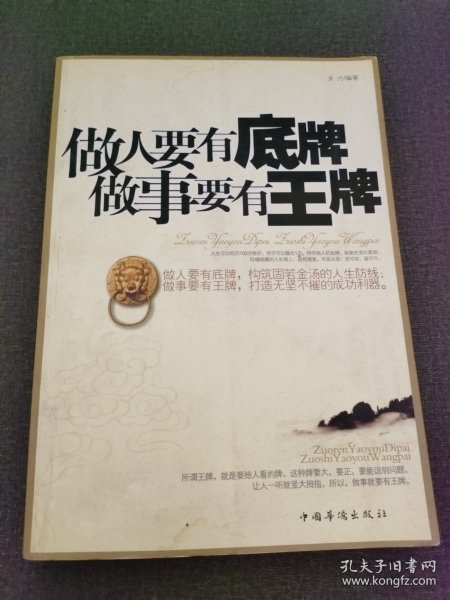 夫 力/编著
做人要有底牌
做事要有王牌
Zuoren Yaoyou Dipai Zuoshi Yaoyou Wangpai
做人要有底牌，构筑固若金汤的人生防线；
做事要有王牌，打造无坚不摧的成功利器。
ZuorenYaoyouDipai
ZuoshiYaoyouWangpai
所谓王牌，就是要给人看的牌，这种牌要大，要正，要能说明问题，
让人一听就竖大拇指，所以，做事就要有王牌。
中国华侨出版社
孔夫子旧书网
www.kongfz.com